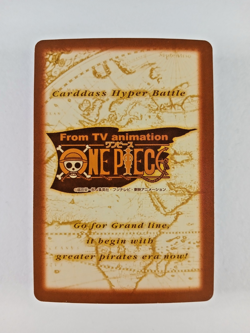 Carddass Hyper Battle
From TV animation
ワンピース
ONE PIECE
Go for Grand line,
it begin with
greater pirates era now!